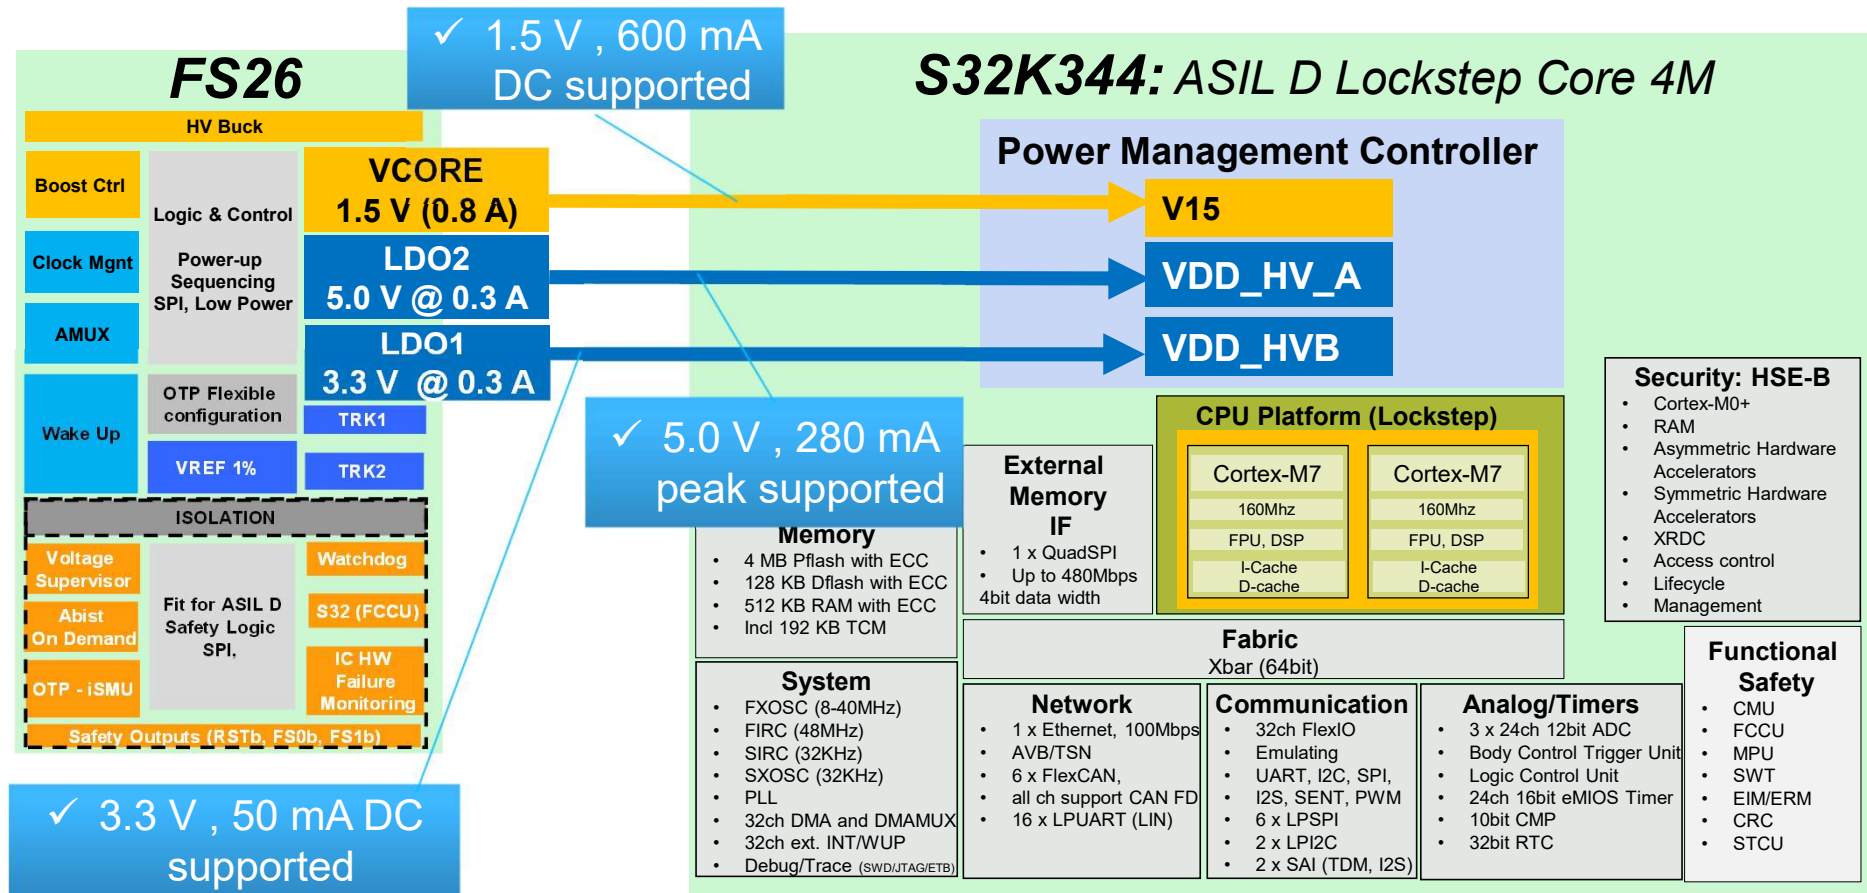 ✓ 1.5 V , 600 mA
DC supported
FS26
S32K344: ASIL D Lockstep Core 4M
HV Buck
Boost Ctrl
Clock Mgnt
AMUX
Wake Up
Logic & Control
Power-up
Sequencing
SPI, Low Power
OTP Flexible
configuration
VREF 1%
VCORE
1.5 V (0.8 A)
LDO2
5.0 V @ 0.3 A
LDO1
3.3 V @ 0.3 A
TRK1
TRK2
ISOLATION
Voltage
Supervisor
Abist
On Demand
OTP - iSMU
Fit for ASIL D
Safety Logic
SPI,
Watchdog
S32 (FCCU)
IC HW
Failure
Monitoring
Safety Outputs (RSTb, FS0b, FS1b)
✓ 3.3 V , 50 mA DC
supported
✓ 5.0 V , 280 mA
peak supported
Power Management Controller
V15
VDD_HV_A
VDD_HVB
Memory
• 4 MB Pflash with ECC
• 128 KB Dflash with ECC
• 512 KB RAM with ECC
• Incl 192 KB TCM
External
Memory
IF
• 1 x QuadSPI
• Up to 480Mbps
4bit data width
CPU Platform (Lockstep)
Cortex-M7
160Mhz
FPU, DSP
I-Cache
D-cache
Cortex-M7
160Mhz
FPU, DSP
I-Cache
D-cache
Security: HSE-B
• Cortex-M0+
• RAM
• Asymmetric Hardware
Accelerators
• Symmetric Hardware
Accelerators
• XRDC
• Access control
• Lifecycle
• Management
Fabric
Xbar (64bit)
System
• FXOSC (8-40MHz)
• FIRC (48MHz)
• SIRC (32KHz)
• SXOSC (32KHz)
• PLL
• 32ch DMA and DMAMUX
• 32ch ext. INT/WUP
• Debug/Trace (SWD/JTAG/ETB)
Network
• 1 x Ethernet, 100Mbps
• AVB/TSN
• 6 x FlexCAN,
• all ch support CAN FD
• 16 x LPUART (LIN)
Communication
• 32ch FlexIO
• Emulating
• UART, I2C, SPI,
• I2S, SENT, PWM
• 6 x LPSPI
• 2 x LPI2C
• 2 x SAI (TDM, I2S)
Analog/Timers
• 3 x 24ch 12bit ADC
• Body Control Trigger Unit
• Logic Control Unit
• 24ch 16bit eMIOS Timer
• 10bit CMP
• 32bit RTC
Functional
Safety
• CMU
• FCCU
• MPU
• SWT
• EIM/ERM
• CRC
• STCU